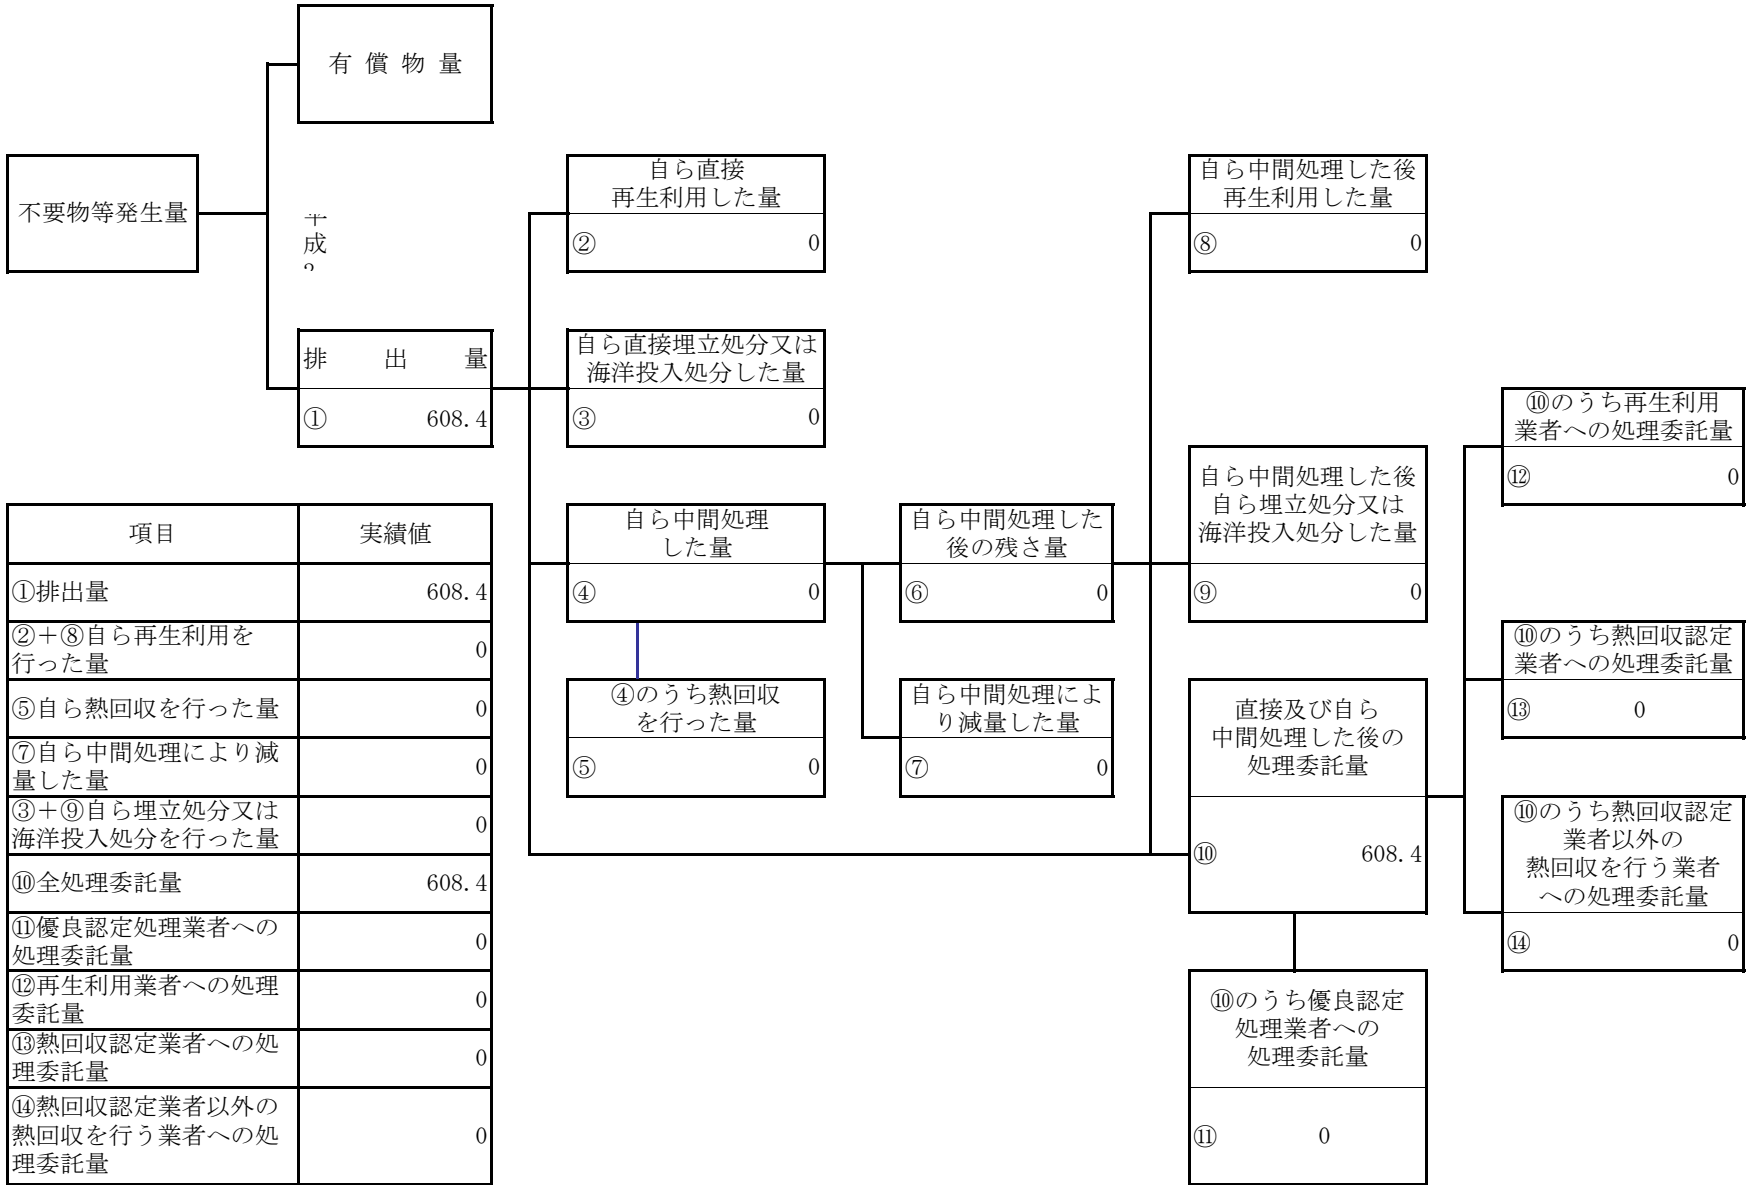 有償物量
不要物等発生量
成
排出量
① 608.4
自ら直接
再生利用した量
② 0
自ら直接埋立処分又は
海洋投入処分した量
③ 0
自ら中間処理
した量
④ 0
④のうち熱回収
を行った量
⑤ 0
自ら中間処理した
後の残さ量
⑥ 0
自ら中間処理によ
り減量した量
⑦ 0
自ら中間処理した後
再生利用した量
⑧ 0
自ら中間処理した後
自ら埋立処分又は
海洋投入処分した量
⑨ 0
直接及び自ら
中間処理した後の
処理委託量
⑩ 608.4
⑩のうち優良認定
処理業者への
処理委託量
⑪ 0
⑩のうち再生利用
業者への処理委託量
⑫ 0
⑩のうち熱回収認定
業者への処理委託量
⑬ 0
⑩のうち熱回収認定
業者以外の
熱回収を行う業者
への処理委託量
⑭ 0
項目 実績値
①排出量 608.4
②＋⑧自ら再生利用を
行った量 0
⑤自ら熱回収を行った量 0
⑦自ら中間処理により減
量した量 0
③＋⑨自ら埋立処分又は
海洋投入処分を行った量 0
⑩全処理委託量 608.4
⑪優良認定処理業者への
処理委託量 0
⑫再生利用業者への処理
委託量 0
⑬熱回収認定業者への処
理委託量 0
⑭熱回収認定業者以外の
熱回収を行う業者への処
理委託量 0